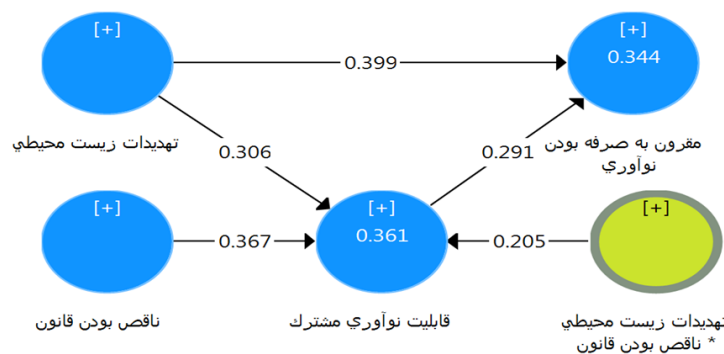 [+]
[+]
0.344
0.399
تهديدات زيست محيطي
مقرون به صرفه بودن
نوآوري
0.306
0.291
[+]
[+]
0.361
[+]
0.367
0.205
ناقص بودن قانون
قابليت نوآوري مشترك
تهديدات زيست محيطي
* ناقص بودن قانون